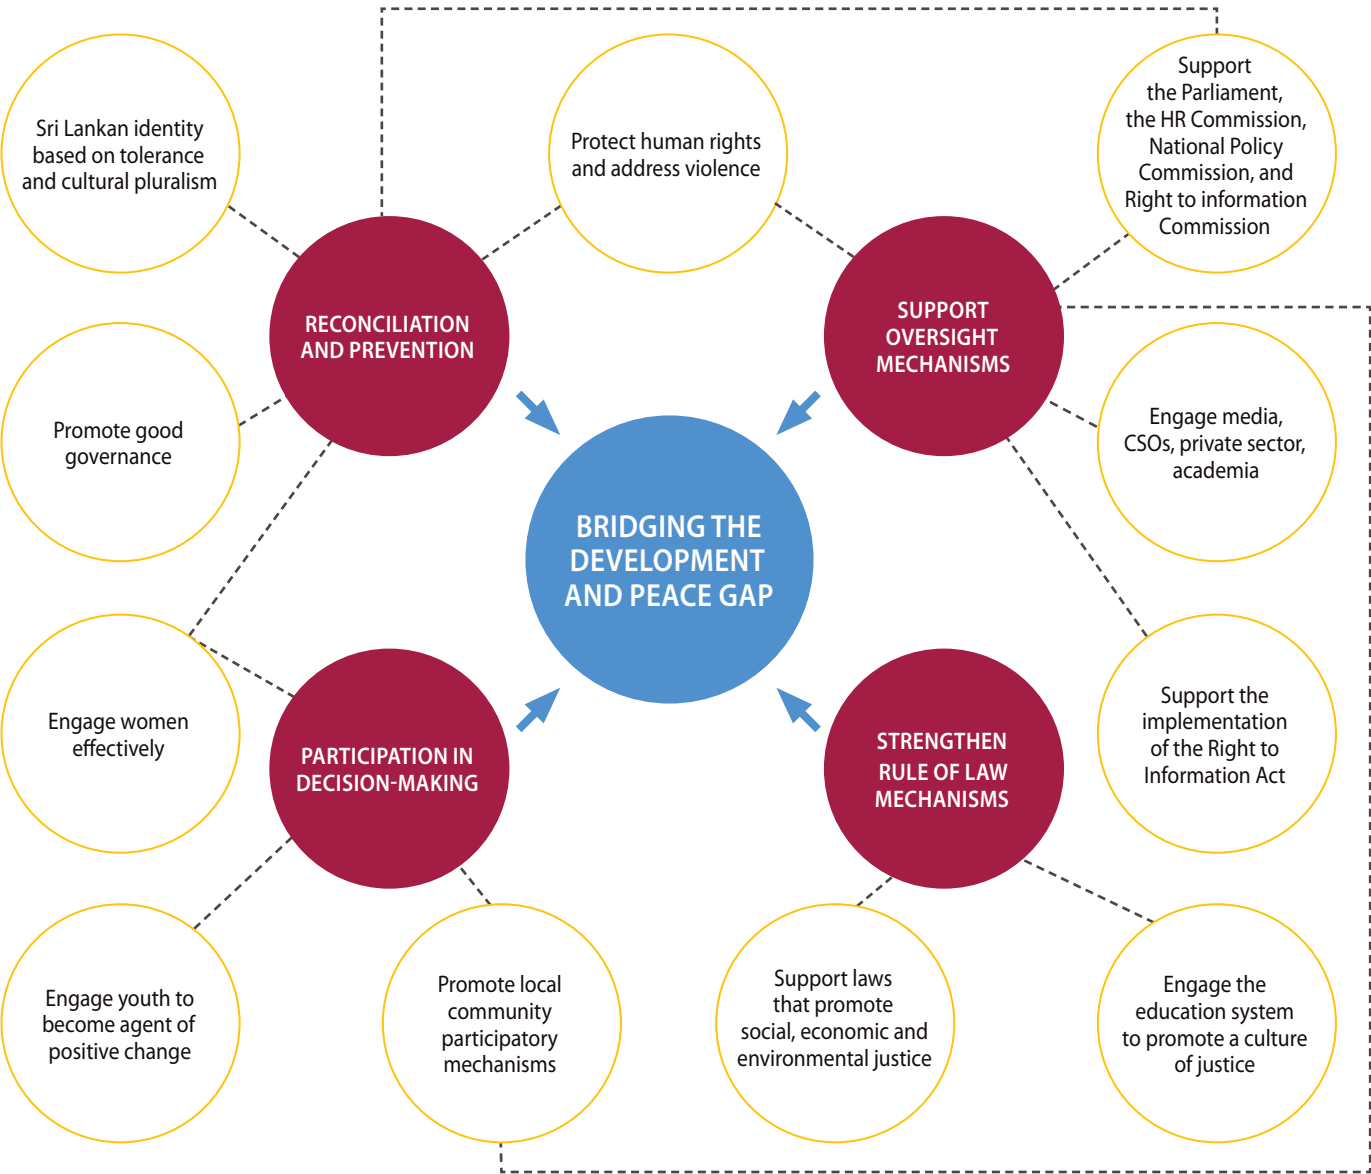 Sri Lankan identity
based on tolerance
and cultural pluralism
Protect human rights
and address violence
Support
the Parliament,
the HR Commission,
National Policy
Commission, and
Right to information
Commission
RECONCILIATION
AND PREVENTION
SUPPORT
OVERSIGHT
MECHANISMS
Promote good
governance
Engage media,
CSOs, private sector,
academia
BRIDGING THE
DEVELOPMENT
AND PEACE GAP
Engage women
effectively
PARTICIPATION IN
DECISION-MAKING
STRENGTHEN
RULE OF LAW
MECHANISMS
Support the
implementation
of the Right to
Information Act
Engage youth to
become agent of
positive change
Promote local
community
participatory
mechanisms
Support laws
that promote
social, economic and
environmental justice
Engage the
education system
to promote a culture
of justice